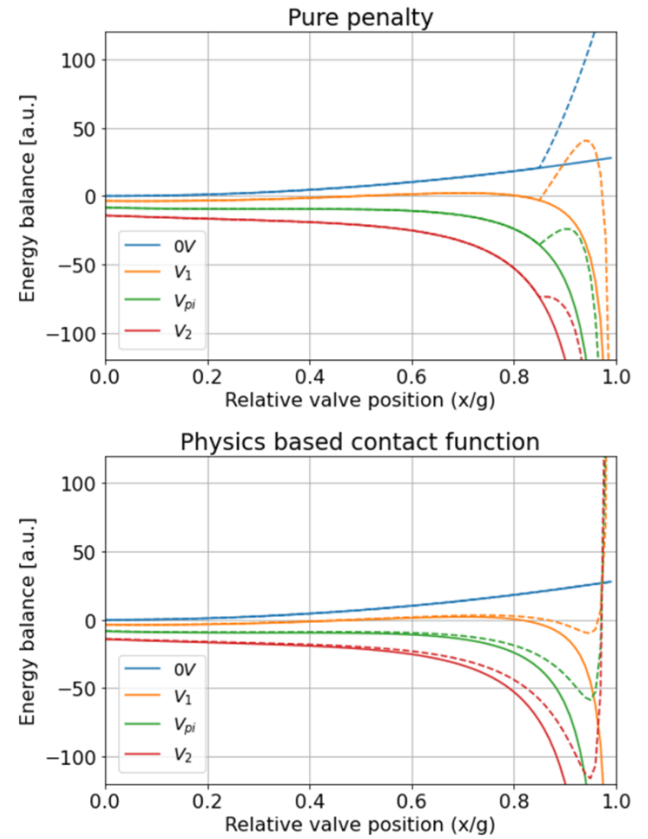 Pure penalty
100
50
0
−50
−100
Energy balance [a.u.]
0V
V1
Vpi
V2
0.0 0.2 0.4 0.6 0.8 1.0
Relative valve position (x/g)
Physics based contact function
100
50
0
−50
−100
Energy balance [a.u.]
0V
V1
Vpi
V2
0.0 0.2 0.4 0.6 0.8 1.0
Relative valve position (x/g)